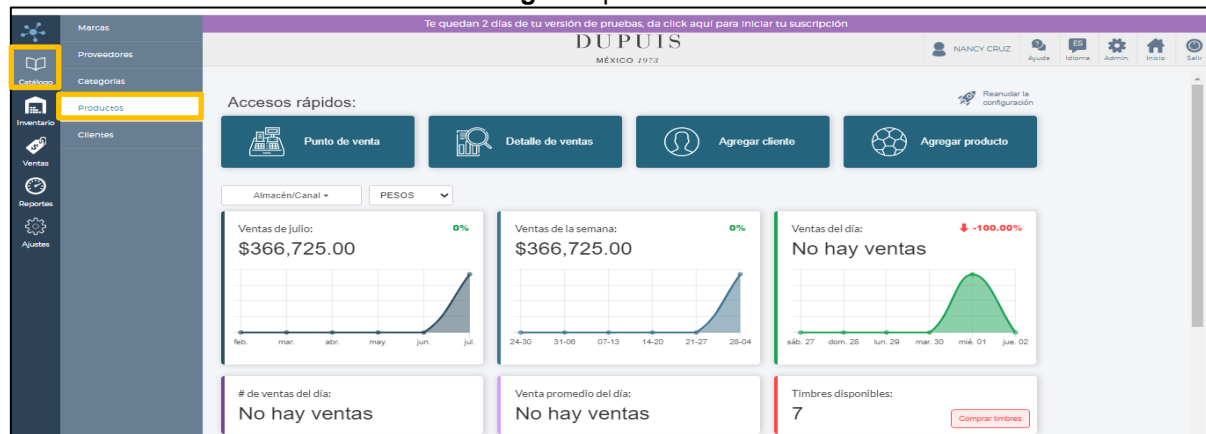 Te quedan 2 días de tu versión de pruebas, da click aquí para iniciar tu suscripción
DUPUIS
MÉXICO 1973
NANCY CRUZ
Ayuda
ES
Idioma
Admin.
Inicio
Salir
Catálogo
Inventario
Ventas
Reportes
Ajustes
Marcas
Proveedores
Categorías
Productos
Clientes
Accesos rápidos:
Reanudar la
configuración
Punto de venta
Detalle de ventas
Agregar cliente
Agregar producto
Almacén/Canal
PESOS
Ventas de julio:
0%
$366,725.00
feb. mar. abr. may. jun. jul.
Ventas de la semana:
0%
$366,725.00
24-30 31-06 07-13 14-20 21-27 28-04
Ventas del día:
-100.00%
No hay ventas
sáb. 27 dom. 28 lun. 29 mar. 30 mié. 01 jue. 02
# de ventas del día:
No hay ventas
Venta promedio del día:
No hay ventas
Timbres disponibles:
7
Comprar timbres